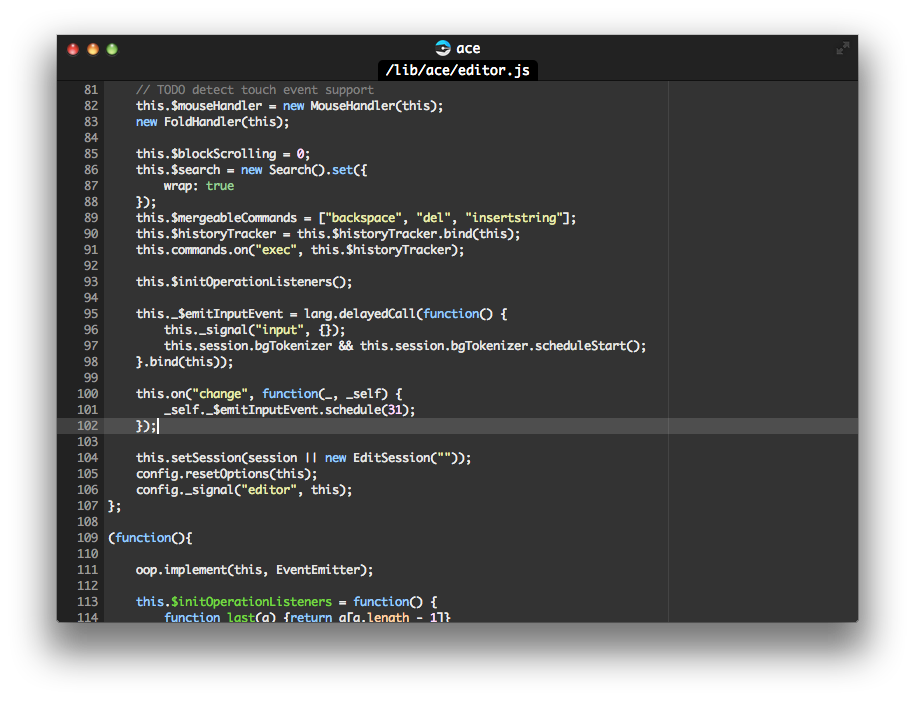 ace
/lib/ace/editor.js
81 // TODO detect touch event support
82 this.$mouseHandler = new MouseHandler(this);
83 new FoldHandler(this);
84
85 this.$blockScrolling = 0;
86 this.$search = new Search().set({
87 wrap: true
88 });
89 this.$mergeableCommands = ["backspace", "del", "insertstring"];
90 this.$historyTracker = this.$historyTracker.bind(this);
91 this.commands.on("exec", this.$historyTracker);
92
93 this.$initOperationListeners();
94
95 this._$emitInputEvent = lang.delayedCall(function() {
96 this._signal("input", {});
97 this.session.bgTokenizer && this.session.bgTokenizer.scheduleStart();
98 }.bind(this));
99
100 this.on("change", function(_, _self) {
101 _self._$emitInputEvent.schedule(31);
102 });
103
104 this.setSession(session || new EditSession(""));
105 config.resetOptions(this);
106 config._signal("editor", this);
107 };
108
109 (function(){
110
111 oop.implement(this, EventEmitter);
112
113 this.$initOperationListeners = function() {
114 function last(a) {return a[a.length - 1]}